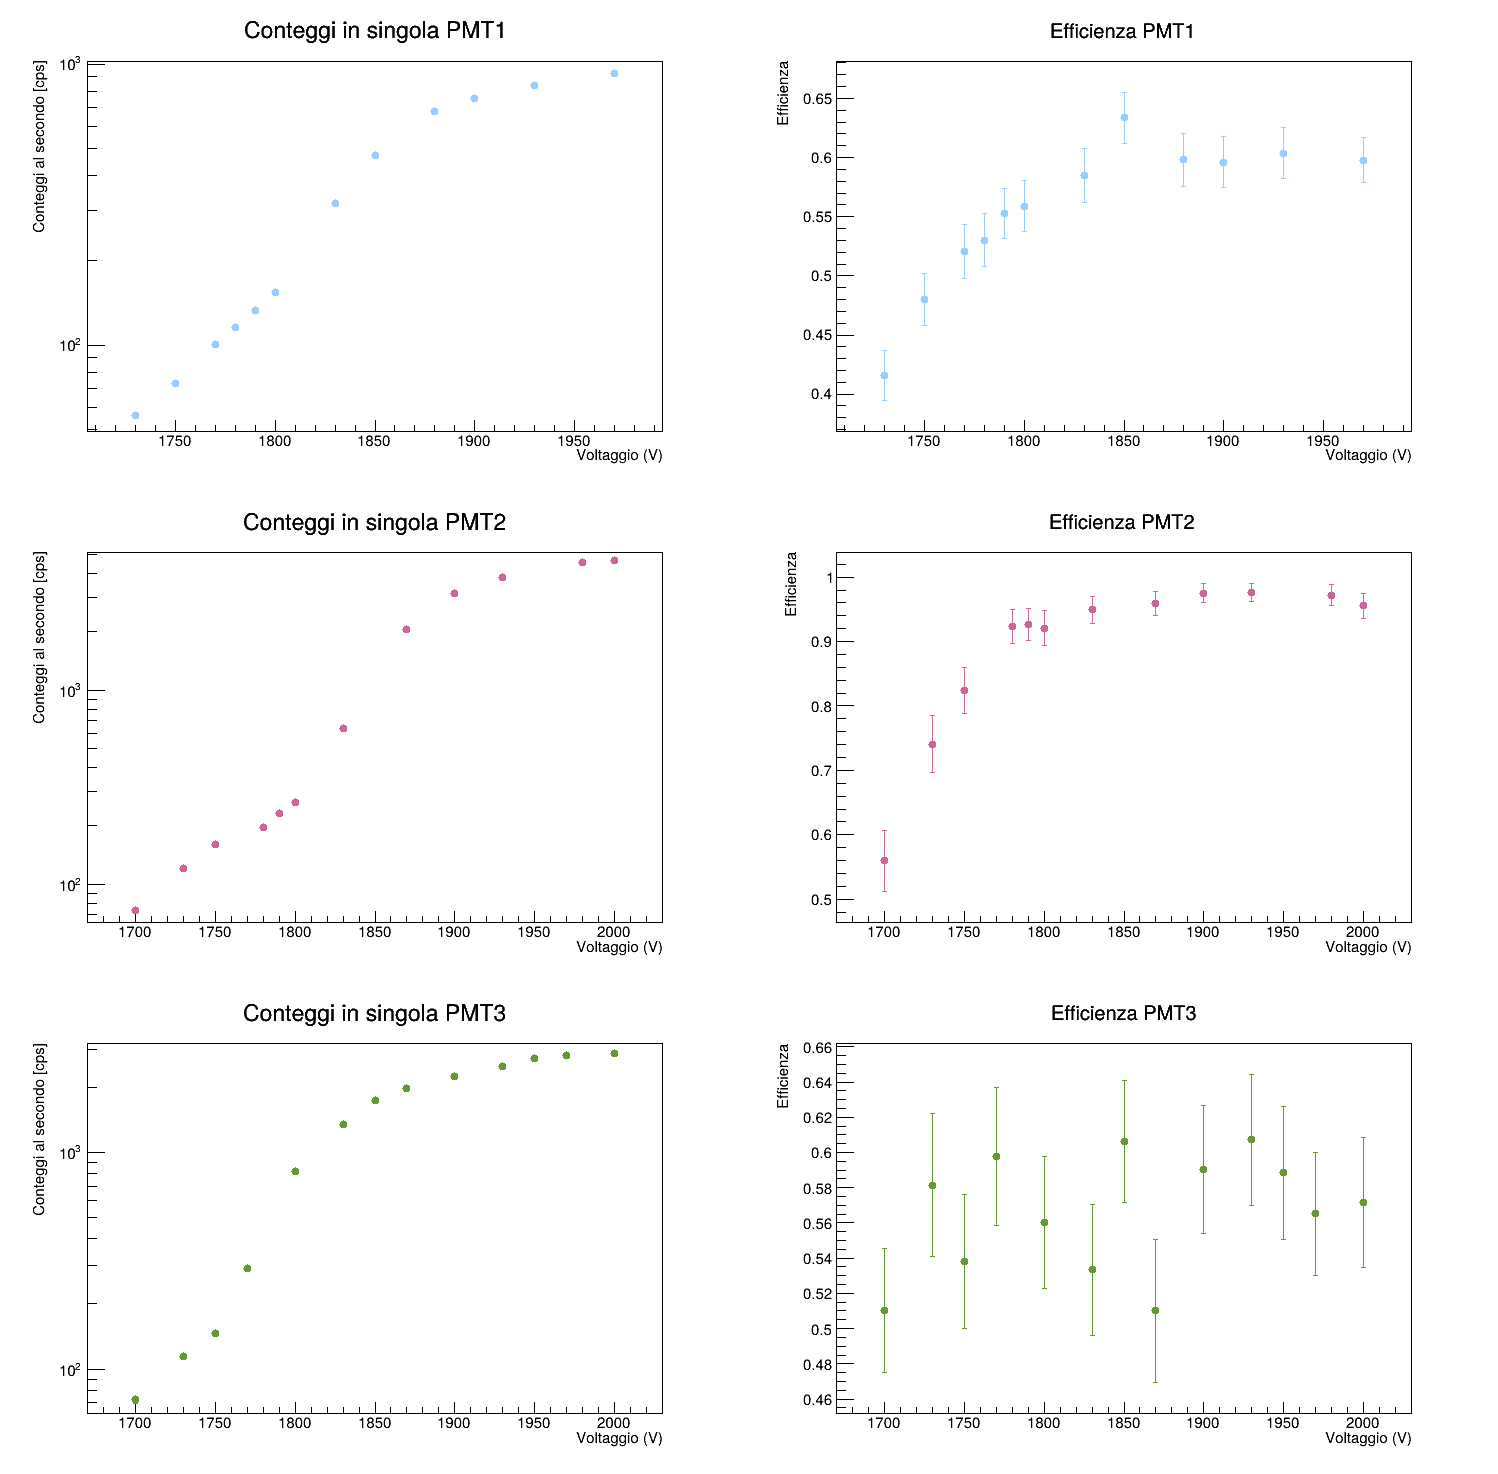 Conteggi in singola PMT1
Conteggi al secondo [cps]
10³
10²
1750 1800 1850 1900 1950
Voltaggio (V)
Efficienza PMT1
Efficienza
0.65
0.6
0.55
0.5
0.45
0.4
1750 1800 1850 1900 1950
Voltaggio (V)
Conteggi in singola PMT2
Conteggi al secondo [cps]
10³
10²
1700 1750 1800 1850 1900 1950 2000
Voltaggio (V)
Efficienza PMT2
Efficienza
1
0.9
0.8
0.7
0.6
0.5
1700 1750 1800 1850 1900 1950 2000
Voltaggio (V)
Conteggi in singola PMT3
Conteggi al secondo [cps]
10³
10²
1700 1750 1800 1850 1900 1950 2000
Voltaggio (V)
Efficienza PMT3
Efficienza
0.66
0.64
0.62
0.6
0.58
0.56
0.54
0.52
0.5
0.48
0.46
1700 1750 1800 1850 1900 1950 2000
Voltaggio (V)